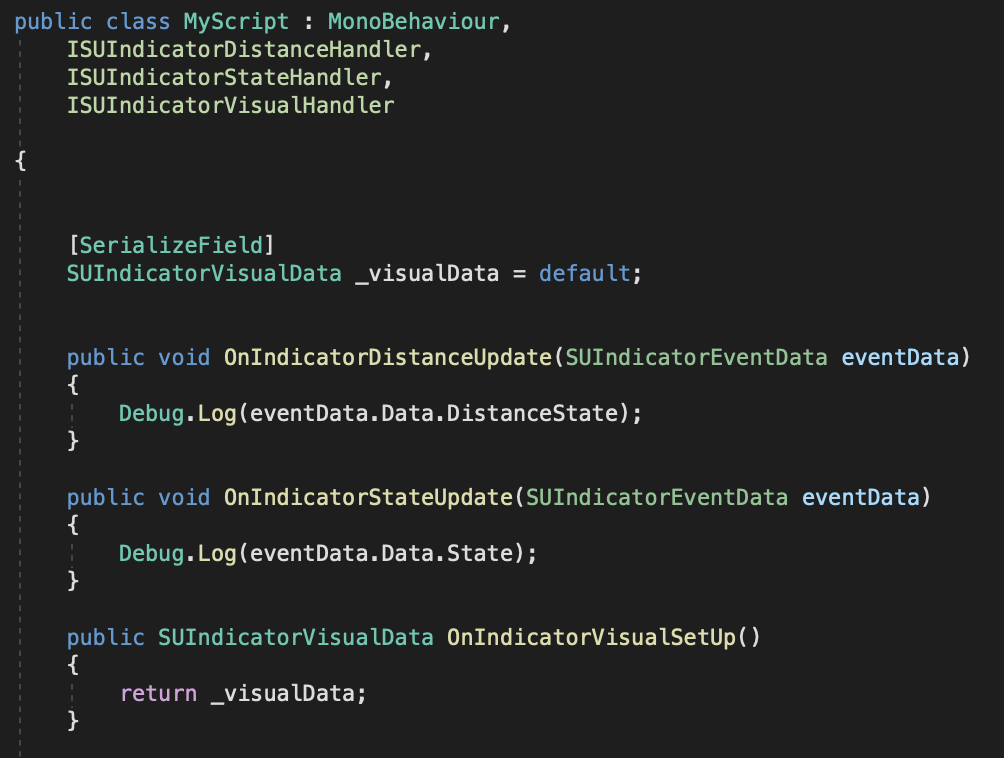 public class MyScript : MonoBehaviour,
ISUIndicatorDistanceHandler,
ISUIndicatorStateHandler,
ISUIndicatorVisualHandler
{
[SerializeField]
SUIndicatorVisualData _visualData = default;
public void OnIndicatorDistanceUpdate(SUIndicatorEventData eventData)
{
Debug.Log(eventData.Data.DistanceState);
}
public void OnIndicatorStateUpdate(SUIndicatorEventData eventData)
{
Debug.Log(eventData.Data.State);
}
public SUIndicatorVisualData OnIndicatorVisualSetUp()
{
return _visualData;
}